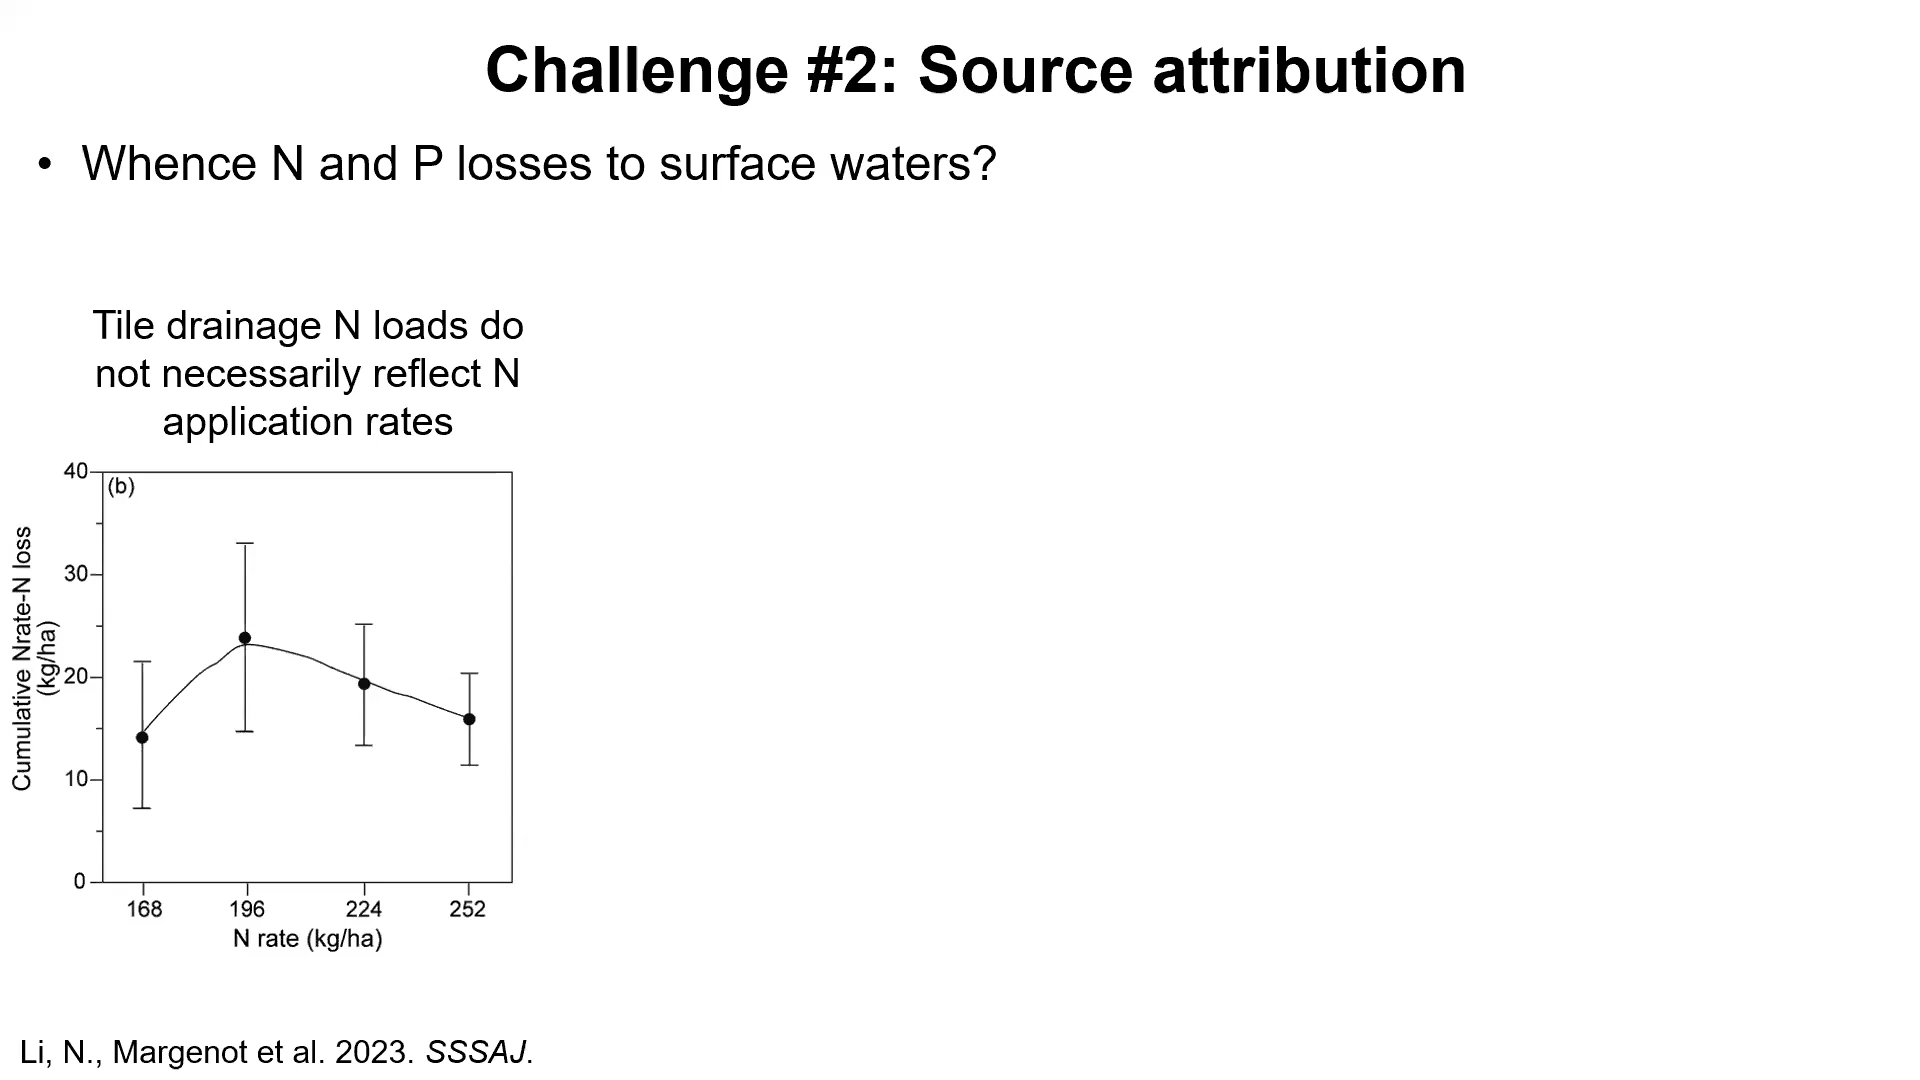 Challenge #2: Source attribution
• Whence N and P losses to surface waters?
Tile drainage N loads do
not necessarily reflect N
application rates
(b)
Cumulative Nrate-N loss
(kg/ha)
40
30
20
10
0
168 196 224 252
N rate (kg/ha)
Li, N., Margenot et al. 2023. SSSAJ.